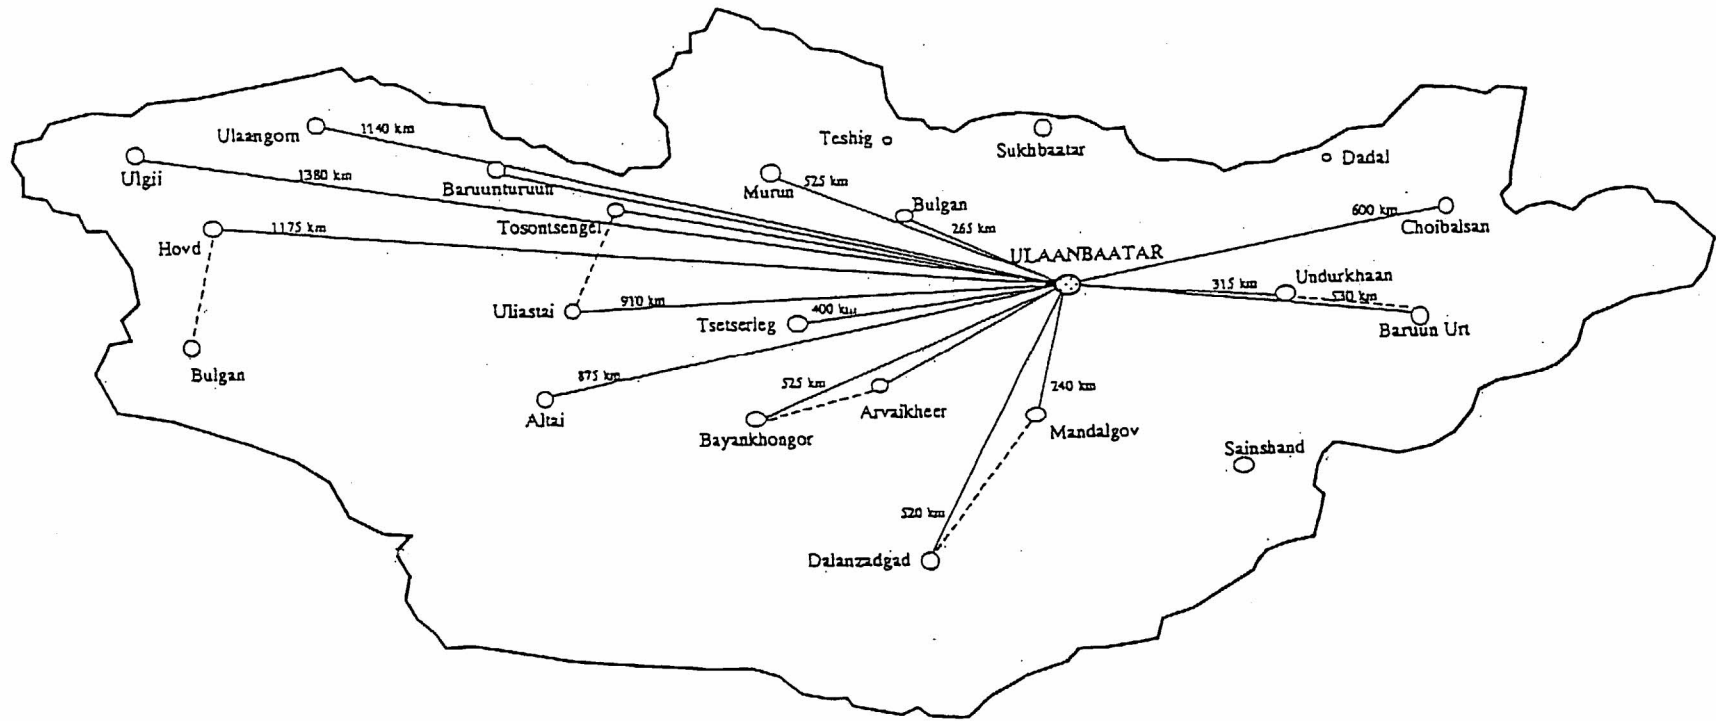 Ulaangom
1140 km
Teshig
Sukhbaatar
Dadal
Ulgii
1380 km
Baruunturuun
Murun
525 km
Bulgan
265 km
600 km
Choibalsan
Hovd
1175 km
Tosontsengel
ULAANBAATAR
Undurkhaan
315 km
530 km
Baruun Urt
Uliastai
910 km
Tsetserleg
400 km
Bulgan
875 km
Altai
525 km
Arvaikheer
Bayankhongor
240 km
Mandalgov
Sainshand
520 km
Dalanzadgad